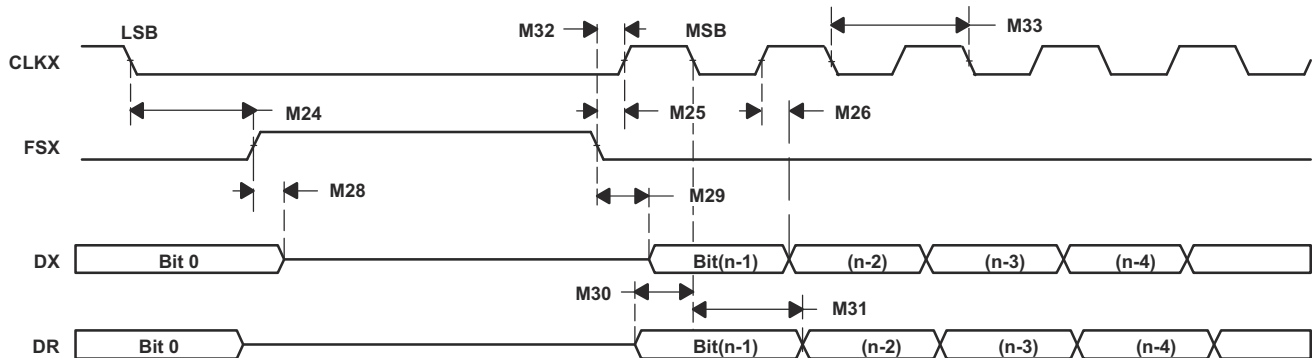 LSB M32 MSB M33
CLKX
M24 M25 M26
FSX
M28 M29
DX Bit 0 Bit(n-1) (n-2) (n-3) (n-4)
M30 M31
DR Bit 0 Bit(n-1) (n-2) (n-3) (n-4)